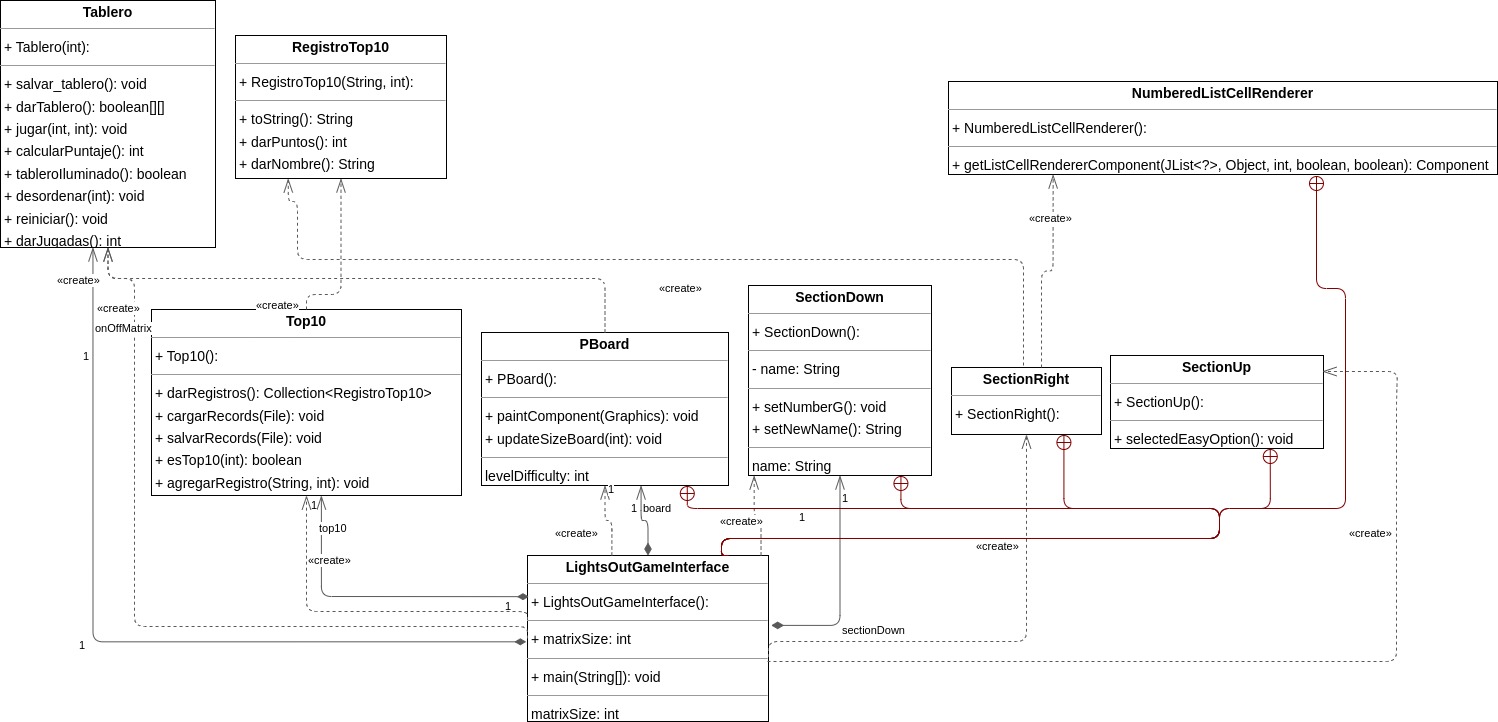 Tablero
+ Tablero(int):
+ salvar_tablero(): void
+ darTablero(): boolean[][]
+ jugar(int, int): void
+ calcularPuntaje(): int
+ tableroIluminado(): boolean
+ desordenar(int): void
+ reiniciar(): void
+ darJugadas(): int
RegistroTop10
+ RegistroTop10(String, int):
+ toString(): String
+ darPuntos(): int
+ darNombre(): String
NumberedListCellRenderer
+ NumberedListCellRenderer():
+ getListCellRendererComponent(JList<?>, Object, int, boolean, boolean): Component
«create»
«create»
«create»
«create»
«create»
onOffMatrix
1
Top10
+ Top10():
+ darRegistros(): Collection<RegistroTop10>
+ cargarRecords(File): void
+ salvarRecords(File): void
+ esTop10(int): boolean
+ agregarRegistro(String, int): void
PBoard
+ PBoard():
+ paintComponent(Graphics): void
+ updateSizeBoard(int): void
levelDifficulty: int
SectionDown
+ SectionDown():
- name: String
+ setNumberG(): void
+ setNewName(): String
name: String
SectionRight
+ SectionRight():
SectionUp
+ SectionUp():
+ selectedEasyOption(): void
1
top10
«create»
1
1
1 board
«create»
«create»
1
1
«create»
«create»
sectionDown
1
LightsOutGameInterface
+ LightsOutGameInterface():
+ matrixSize: int
+ main(String[]): void
matrixSize: int